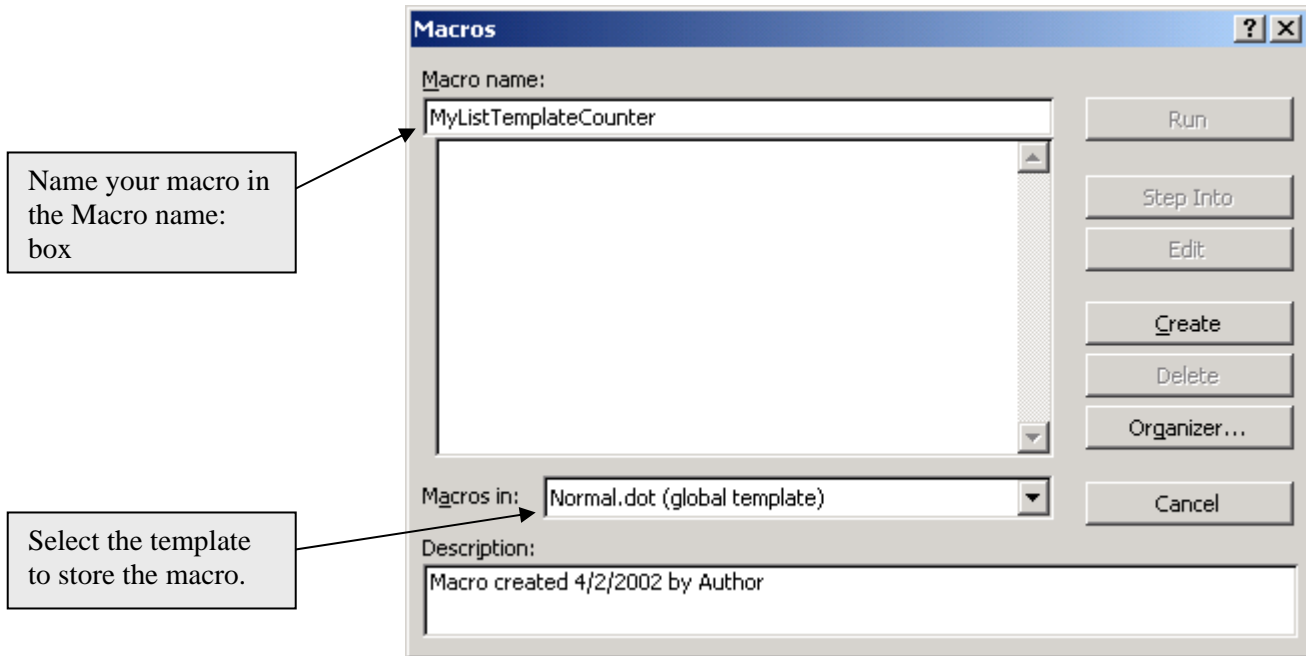 Macros
Macro name:
MyListTemplateCounter
Run
Name your macro in
the Macro name:
box
Step Into
Edit
Create
Delete
Organizer...
Macros in:
Normal.dot (global template)
Cancel
Select the template
to store the macro.
Description:
Macro created 4/2/2002 by Author